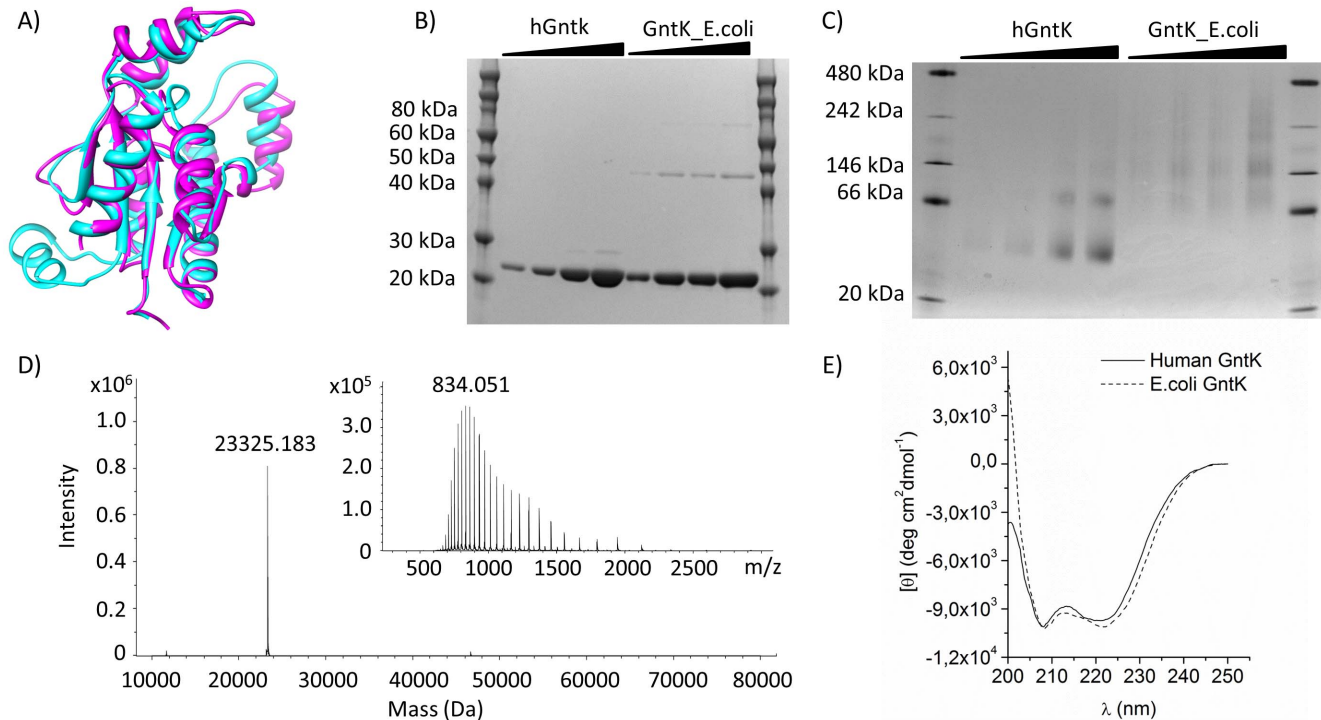 A)
B)
hGntk
GntK_E.coli
80 kDa
60 kDa
50 kDa
40 kDa
30 kDa
20 kDa
C)
hGntK
GntK_E.coli
480 kDa
242 kDa
146 kDa
66 kDa
20 kDa
D)
x10⁶
1.0
0.8
0.6
0.4
0.2
0
Intensity
23325.183
10000 20000 30000 40000 50000 60000 70000 80000
Mass (Da)
x10⁵
834.051
3.0
2.0
1.0
0
500 1000 1500 2000 2500 m/z
E)
Human GntK
E.coli GntK
6,0x10³
3,0x10³
0,0
-3,0x10³
-6,0x10³
-9,0x10³
-1,2x10⁴
[θ] (deg cm²dmol⁻¹)
200 210 220 230 240 250
λ (nm)